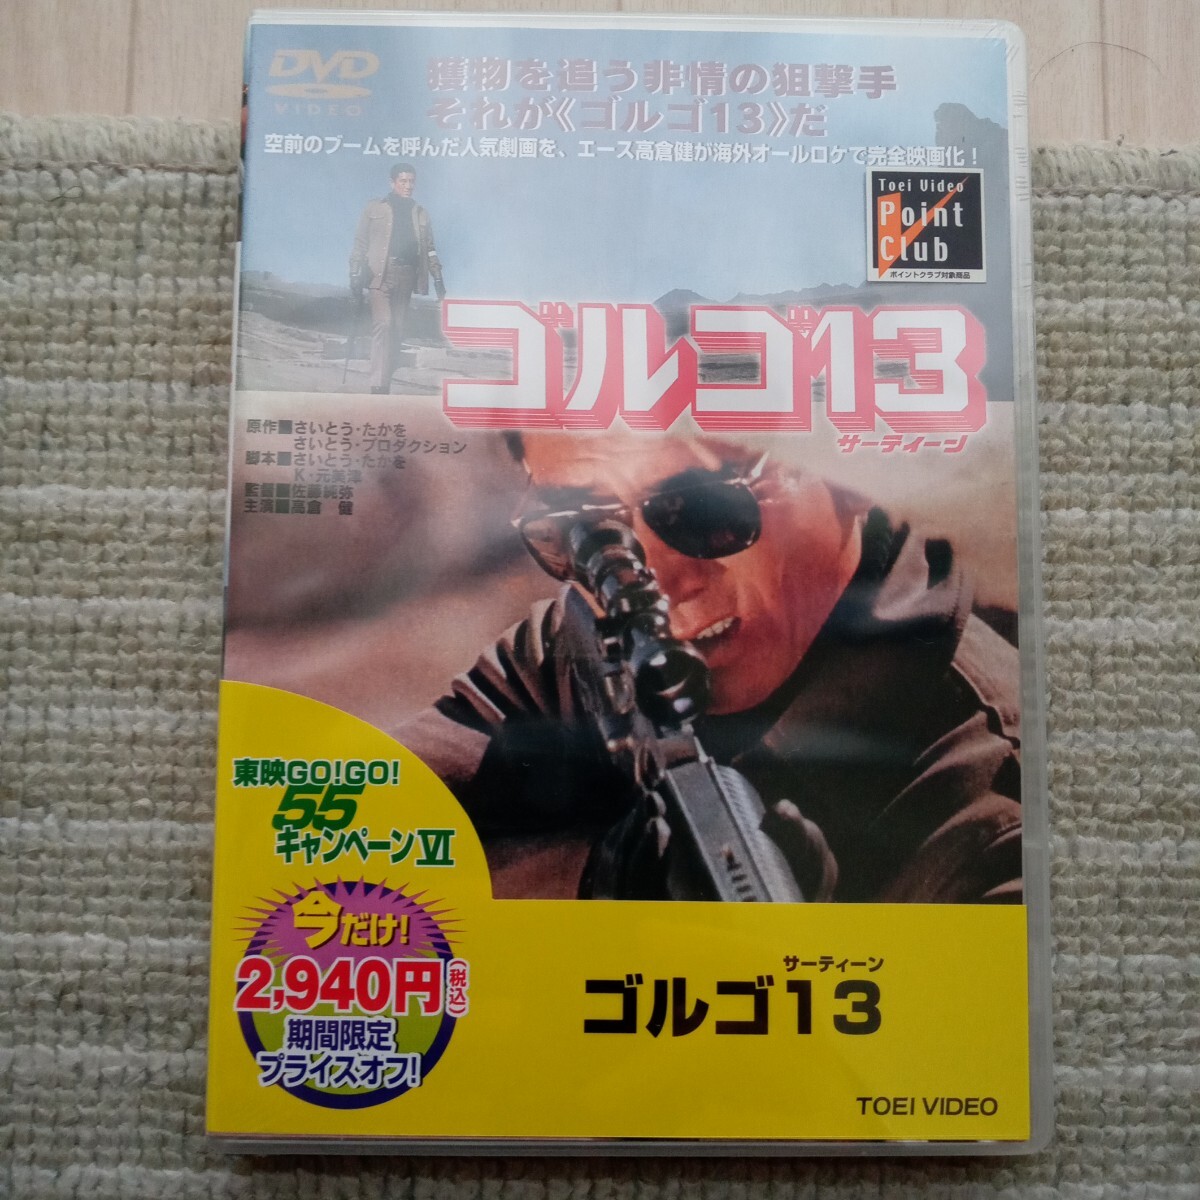 DVD
VIDEO
獲物を追う非情の狙撃手
それが《ゴルゴ13》だ
空前のブームを呼んだ人気劇画を、エース高倉健が海外オールロケで完全映画化！
Toei Video
Point
Club
ポイントクラブ対象商品
ゴルゴ13
サーティーン
原作■さいとう・たかを
さいとう・プロダクション
脚本■さいとう・たかを
K・元美津
監督■佐藤純弥
主演■高倉 健
東映GO!GO!
55
キャンペーンVI
今だけ!
2,940円(税込)
期間限定
プライスオフ!
サーティーン
ゴルゴ13
TOEI VIDEO